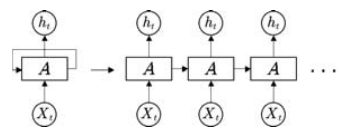 h_t h_t h_t h_t
A A A A ...
X_t X_t X_t X_t